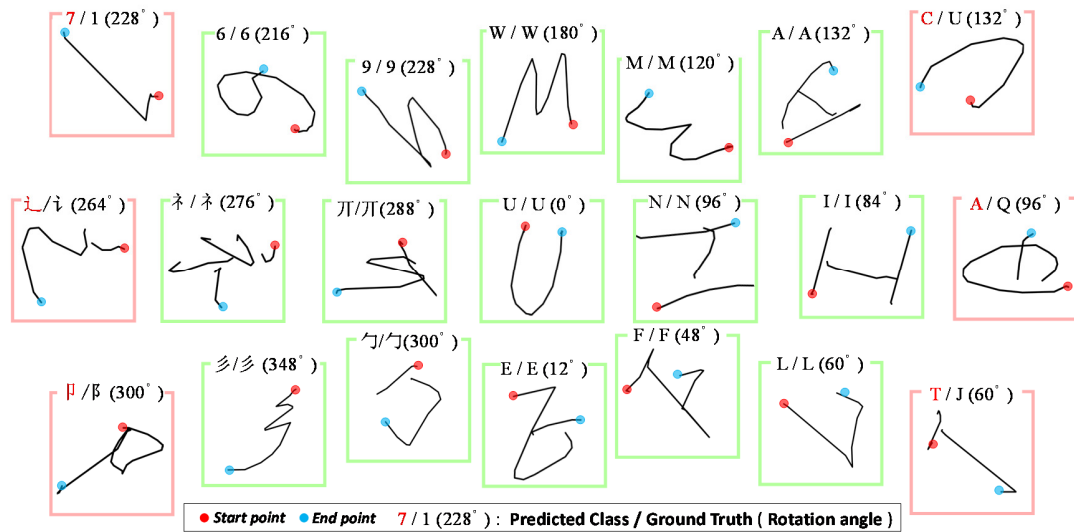 7 / 1 (228°)
6 / 6 (216°)
9 / 9 (228°)
W / W (180°)
M / M (120°)
A / A (132°)
C / U (132°)
辶/讠(264°)
礻/礻(276°)
丌/丌(288°)
U / U (0°)
N / N (96°)
I / I (84°)
A / Q (96°)
卩/阝(300°)
彡/彡(348°)
勹/勹(300°)
E / E (12°)
F / F (48°)
L / L (60°)
T / J (60°)
Start point End point 7 / 1 (228°) : Predicted Class / Ground Truth ( Rotation angle )